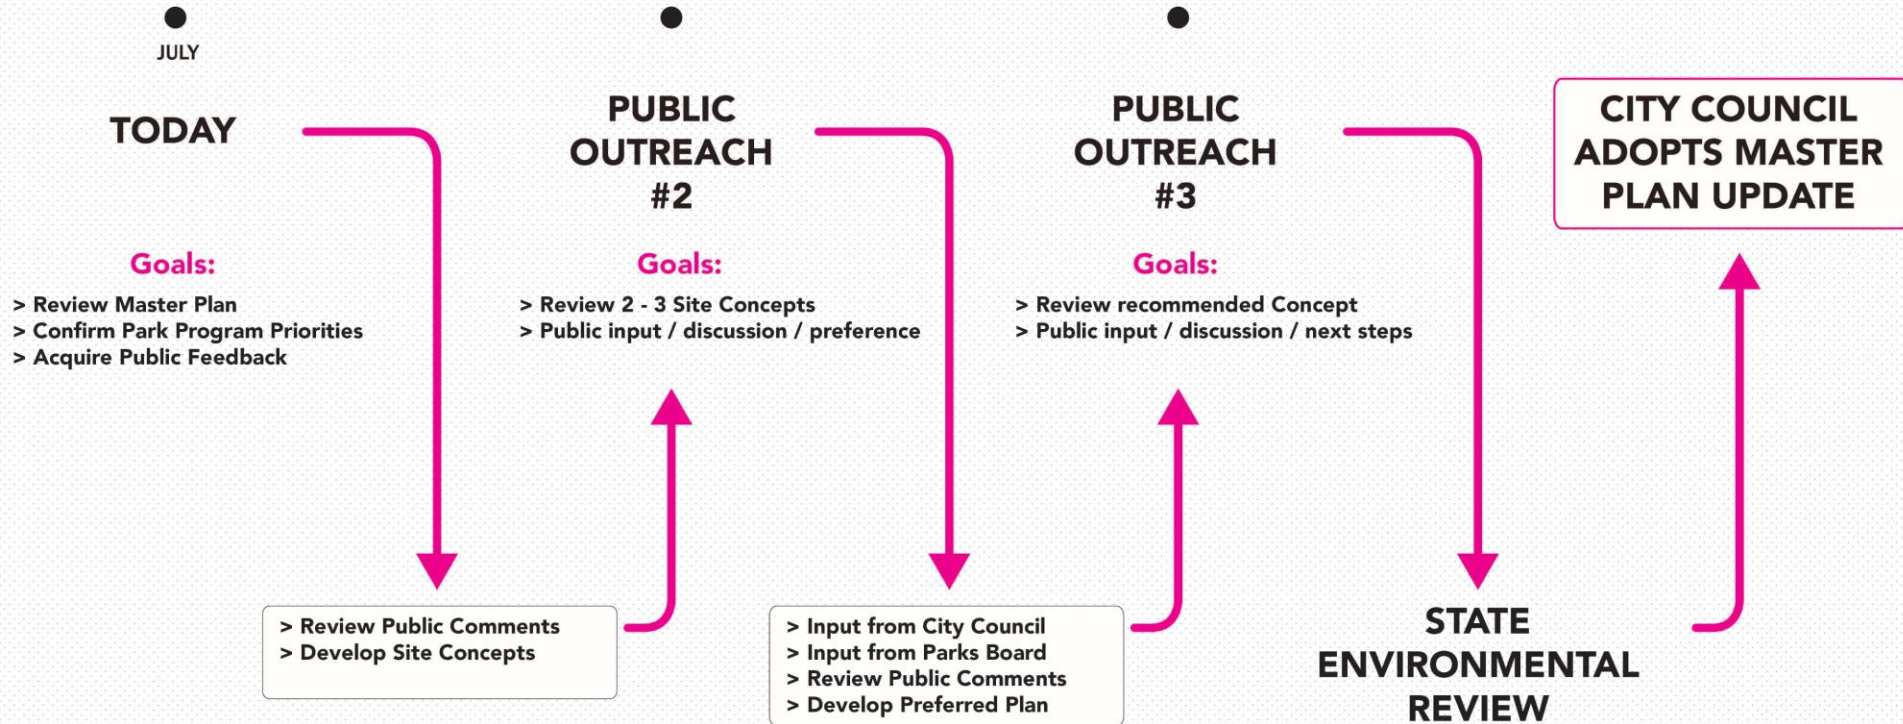 JULY
TODAY
Goals:
> Review Master Plan
> Confirm Park Program Priorities
> Acquire Public Feedback
> Review Public Comments
> Develop Site Concepts
PUBLIC
OUTREACH
#2
Goals:
> Review 2 - 3 Site Concepts
> Public input / discussion / preference
> Input from City Council
> Input from Parks Board
> Review Public Comments
> Develop Preferred Plan
PUBLIC
OUTREACH
#3
Goals:
> Review recommended Concept
> Public input / discussion / next steps
STATE
ENVIRONMENTAL
REVIEW
CITY COUNCIL
ADOPTS MASTER
PLAN UPDATE